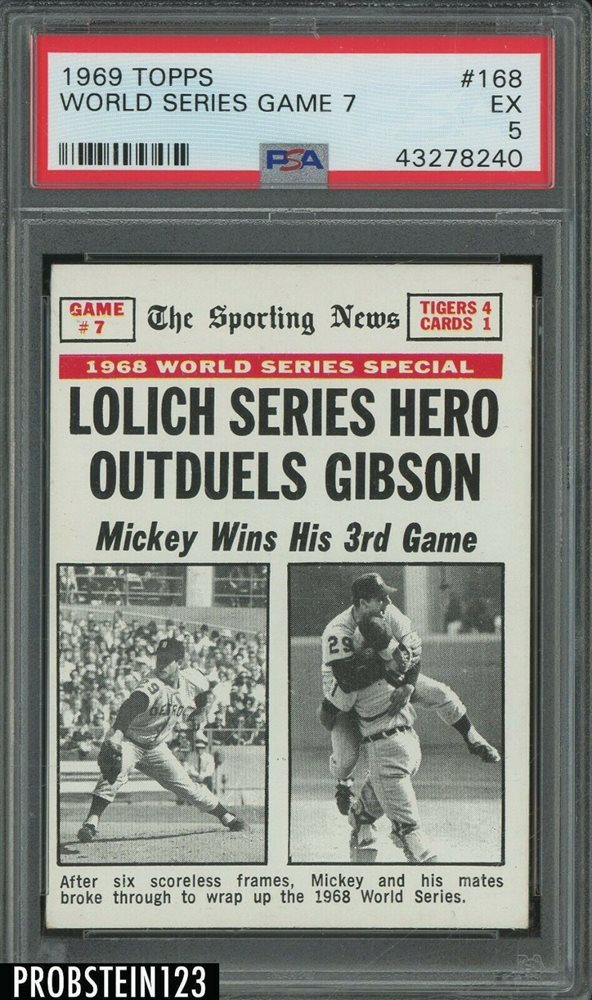 1969 TOPPS #168
WORLD SERIES GAME 7 EX
5
PSA 43278240
GAME
#7
The Sporting News
TIGERS 4
CARDS 1
1968 WORLD SERIES SPECIAL
LOLICH SERIES HERO
OUTDUELS GIBSON
Mickey Wins His 3rd Game
DETROIT
29
After six scoreless frames, Mickey and his mates
broke through to wrap up the 1968 World Series.
PSA
PROBSTEIN123